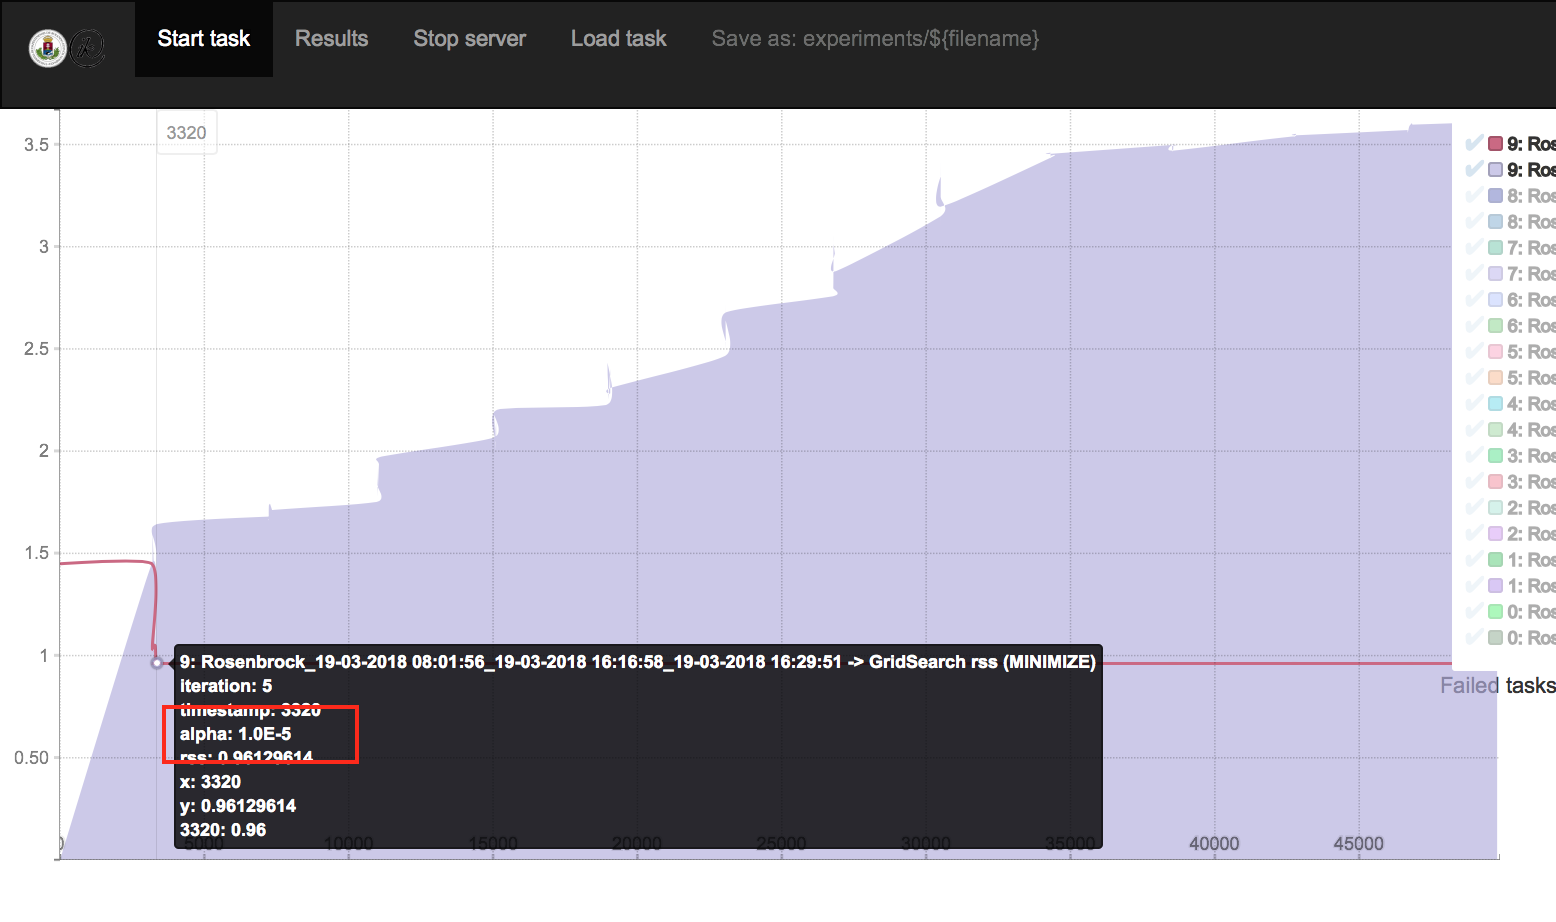 Start task Results Stop server Load task Save as: experiments/${filename}
3320
3.5
3
2.5
2
1.5
1
0.50
0 5000 10000 15000 20000 25000 30000 35000 40000 45000
9: Rosenbrock_19-03-2018 08:01:56_19-03-2018 16:16:58_19-03-2018 16:29:51 -> GridSearch rss (MINIMIZE)
iteration: 5
timestamp: 3320
alpha: 1.0E-5
rss: 0.96129614
x: 3320
y: 0.96129614
3320: 0.96
9: Ros
9: Ros
8: Ros
8: Ros
7: Ros
7: Ros
6: Ros
6: Ros
5: Ros
5: Ros
4: Ros
4: Ros
3: Ros
3: Ros
2: Ros
2: Ros
1: Ros
1: Ros
0: Ros
0: Ros
Failed tasks